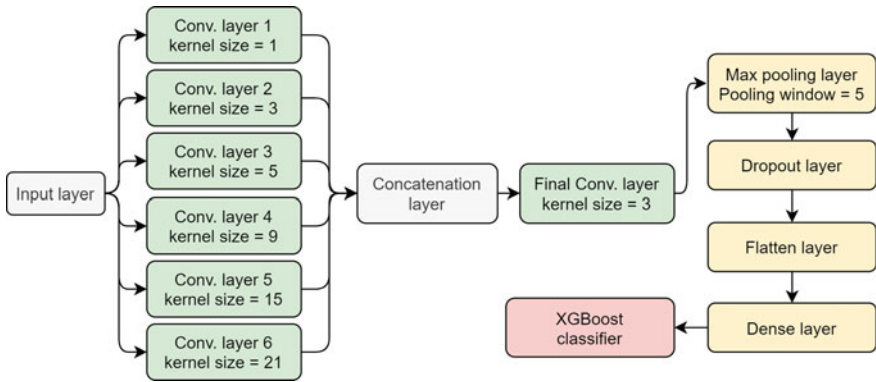 Input layer
Conv. layer 1
kernel size = 1
Conv. layer 2
kernel size = 3
Conv. layer 3
kernel size = 5
Conv. layer 4
kernel size = 9
Conv. layer 5
kernel size = 15
Conv. layer 6
kernel size = 21
Concatenation
layer
Final Conv. layer
kernel size = 3
Max pooling layer
Pooling window = 5
Dropout layer
Flatten layer
Dense layer
XGBoost
classifier